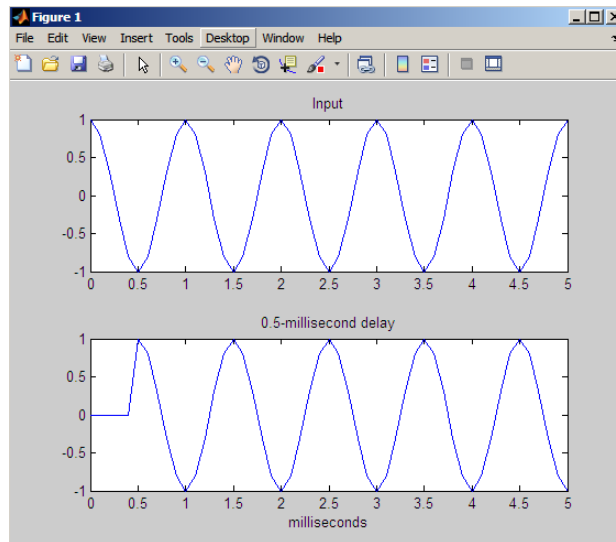 Figure 1
File Edit View Insert Tools Desktop Window Help
Input
1
0.5
0
-0.5
-1
0 0.5 1 1.5 2 2.5 3 3.5 4 4.5 5
0.5-millisecond delay
1
0.5
0
-0.5
-1
0 0.5 1 1.5 2 2.5 3 3.5 4 4.5 5
milliseconds